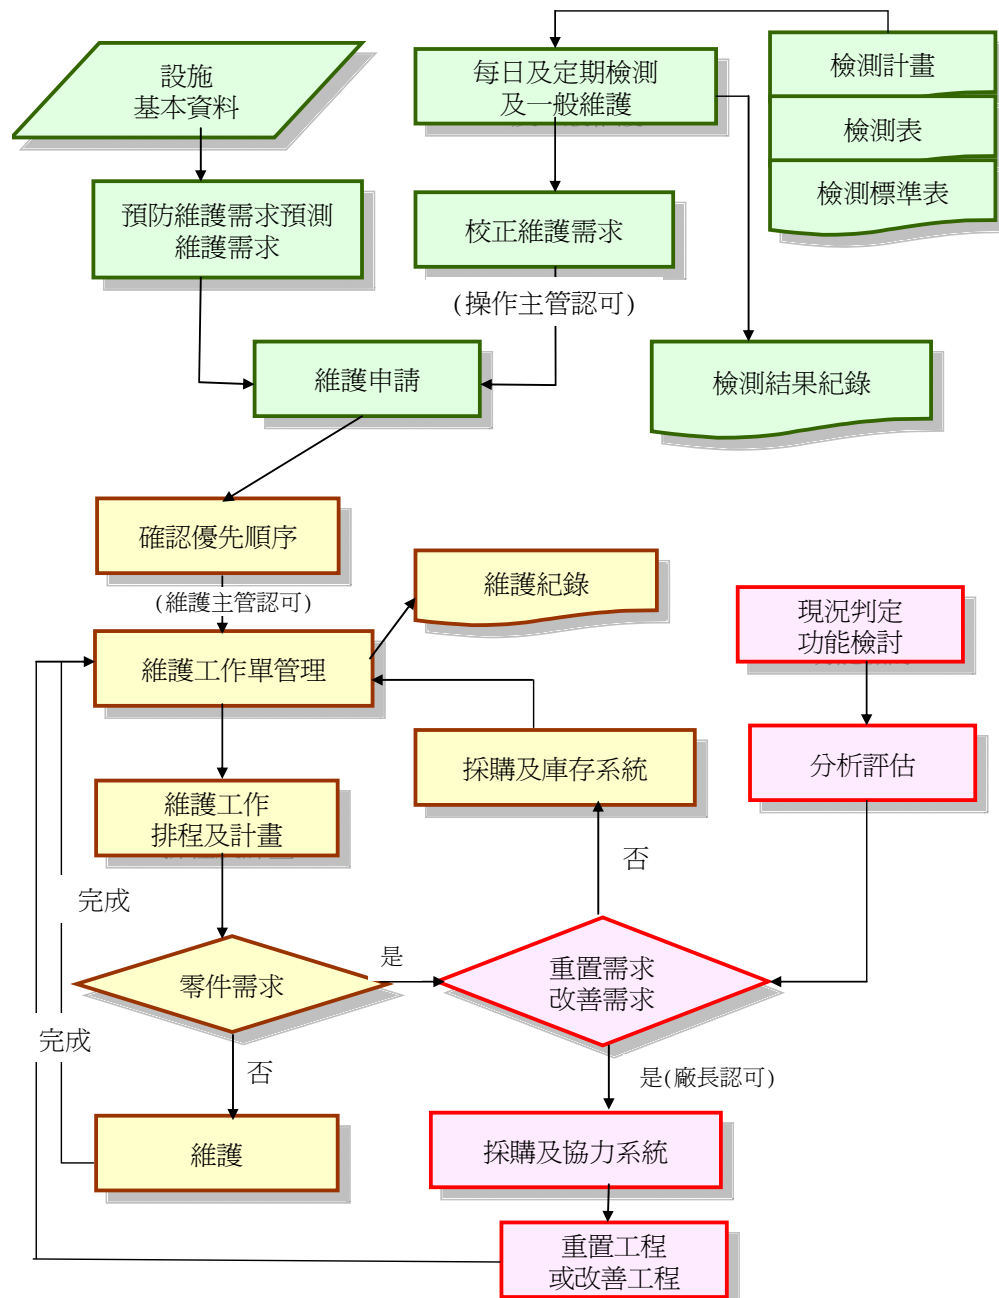 設施
基本資料
每日及定期檢測
及一般維護
檢測計畫
檢測表
檢測標準表
預防維護需求預測
維護需求
校正維護需求
(操作主管認可)
維護申請
檢測結果紀錄
確認優先順序
(維護主管認可)
維護紀錄
現況判定
功能檢討
維護工作單管理
採購及庫存系統
分析評估
維護工作
排程及計畫
否
完成
是
零件需求
重置需求
改善需求
完成
否
是(廠長認可)
維護
採購及協力系統
重置工程
或改善工程